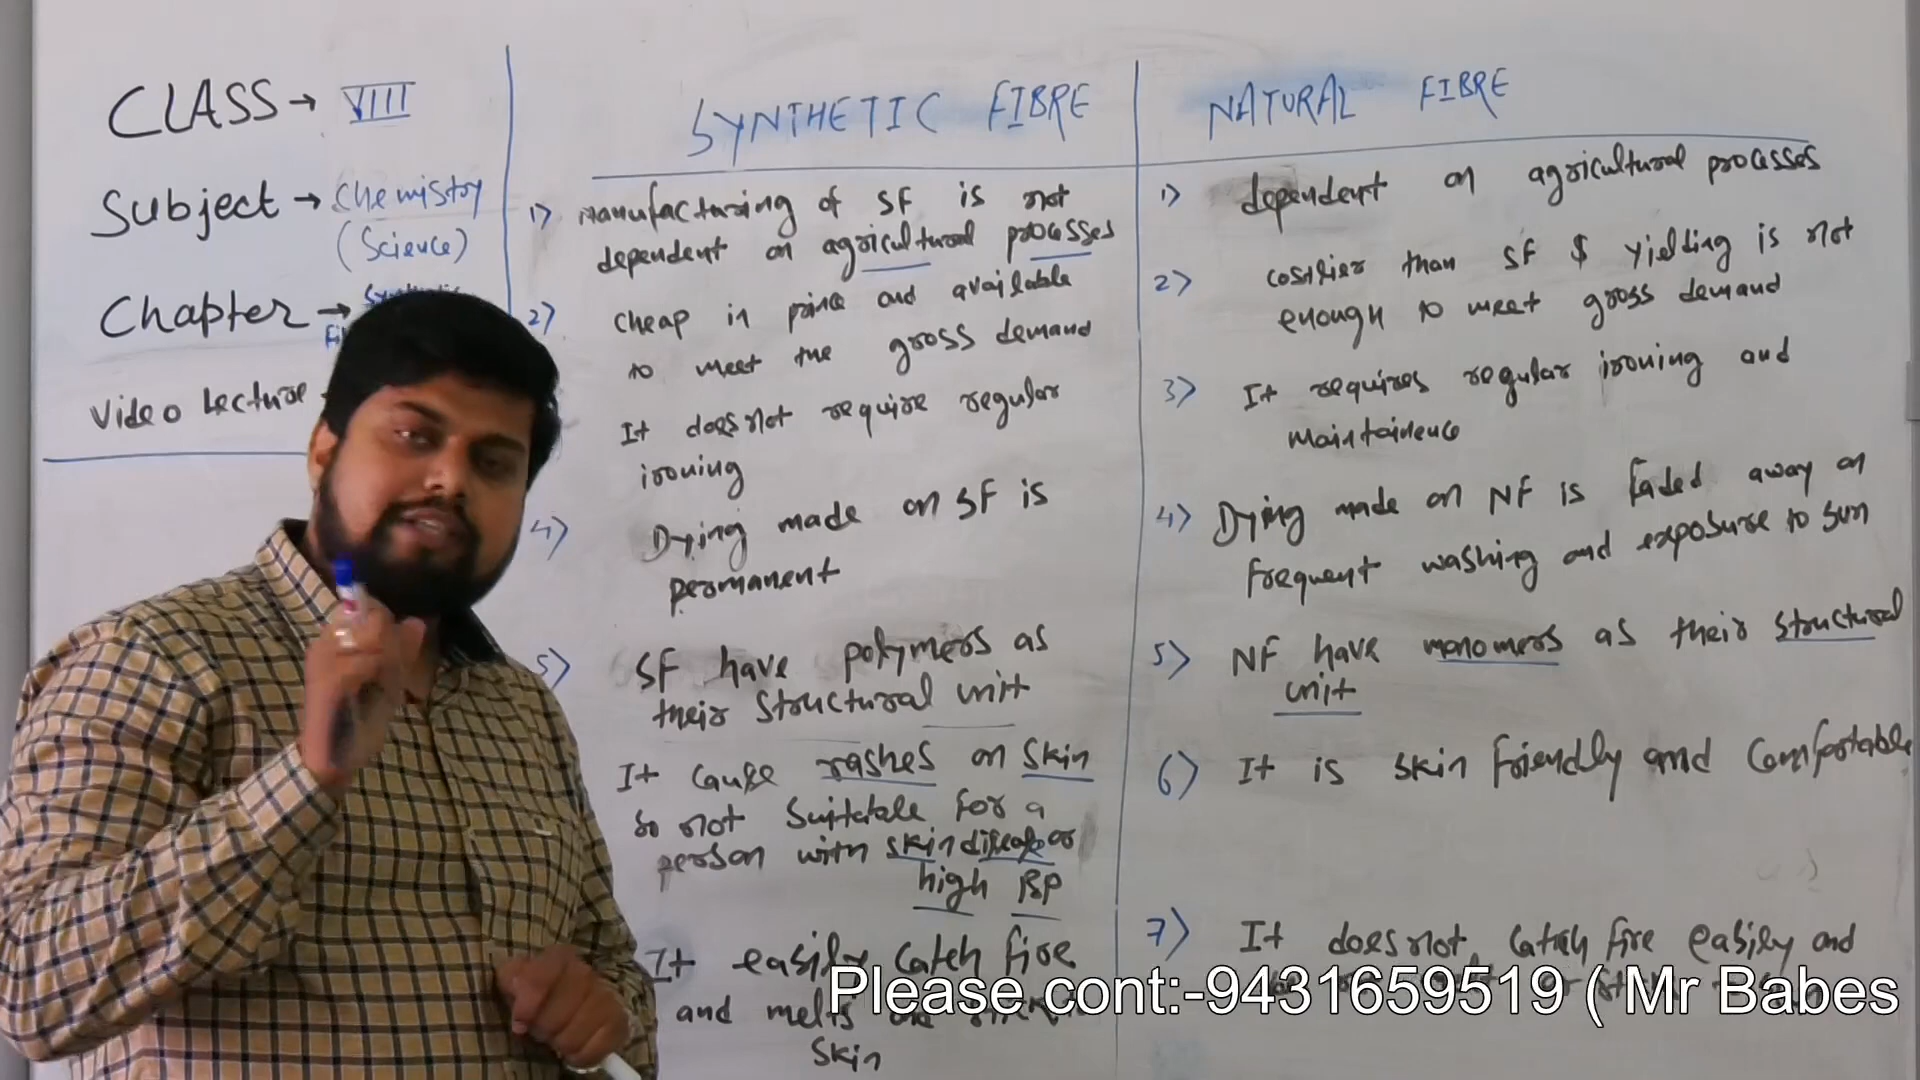 CLASS → VIII
Subject → Chemistry
(Science)
Chapter →
Video Lecture
SYNTHETIC FIBRE
1) Manufacturing of SF is not
dependent on agricultural processes
2) cheap in price and available
to meet the gross demand
It does not require regular
ironing
4) Dying made on SF is
permanent
5) SF have polymers as
their structural unit
It cause rashes on skin
so not suitable for a
person with skin disease or
high BP
It easily catch fire
and melts
skin
NATURAL FIBRE
1) dependent on agricultural processes
2) costlier than SF $ yielding is not
enough to meet gross demand
3) It requires regular ironing and
maintainence
4) Dying made on NF is faded away on
frequent washing and exposure to sun
5) NF have monomers as their structural
unit
6) It is skin friendly and comfortable
7) It does not catch fire easily and
Please cont:-9431659519 ( Mr Babes